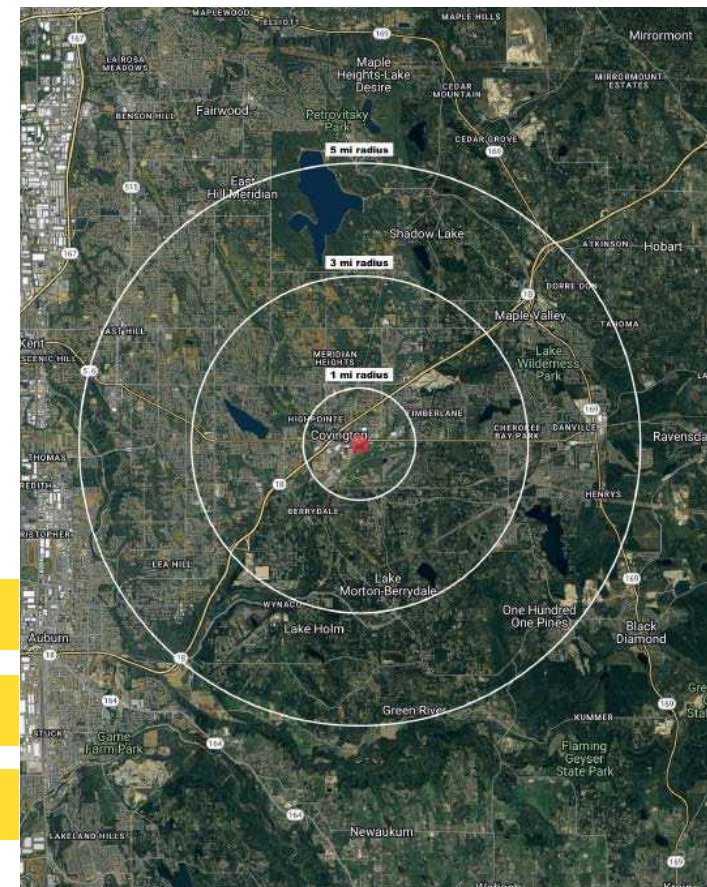 MAPLEWOOD
ELLIOTT
MAPLE HILLS
167
169
Mirrormont
LA ROSA
MEADOWS
Maple
Heights-Lake
Desire
CEDAR
MOUNTAIN
MIRRORMOUNT
ESTATES
BENSON HILL
Fairwood
Petrovitsky
Park
CEDAR GROVE
169
5 mi radius
515
East
Hill-Meridian
Shadow Lake
167
ATKINSON
Hobart
3 mi radius
DORRE DON
18
Maple Valley
TAHOMA
EAST HILL
Kent
SCENIC HILL
MERIDIAN
HEIGHTS
Lake
Wilderness
Park
516
1 mi radius
HIGHPOINTE
TIMBERLANE
169
Covington
CHEROKEE
BAY PARK
DANVILLE
Ravensda
THOMAS
REDITH
18
HENRYS
BERRYDALE
RISTOPHER
LEA HILL
Lake
Morton-Berrydale
169
WYNACO
One Hundred
One Pines
Lake Holm
Black
Diamond
Auburn
18
18
164
Green River
169
Gre
Stat
KUMMER
STUCK
Game
Farm Park
164
Flaming
Geyser
State Park
164
LAKELAND HILLS
Newaukum
169